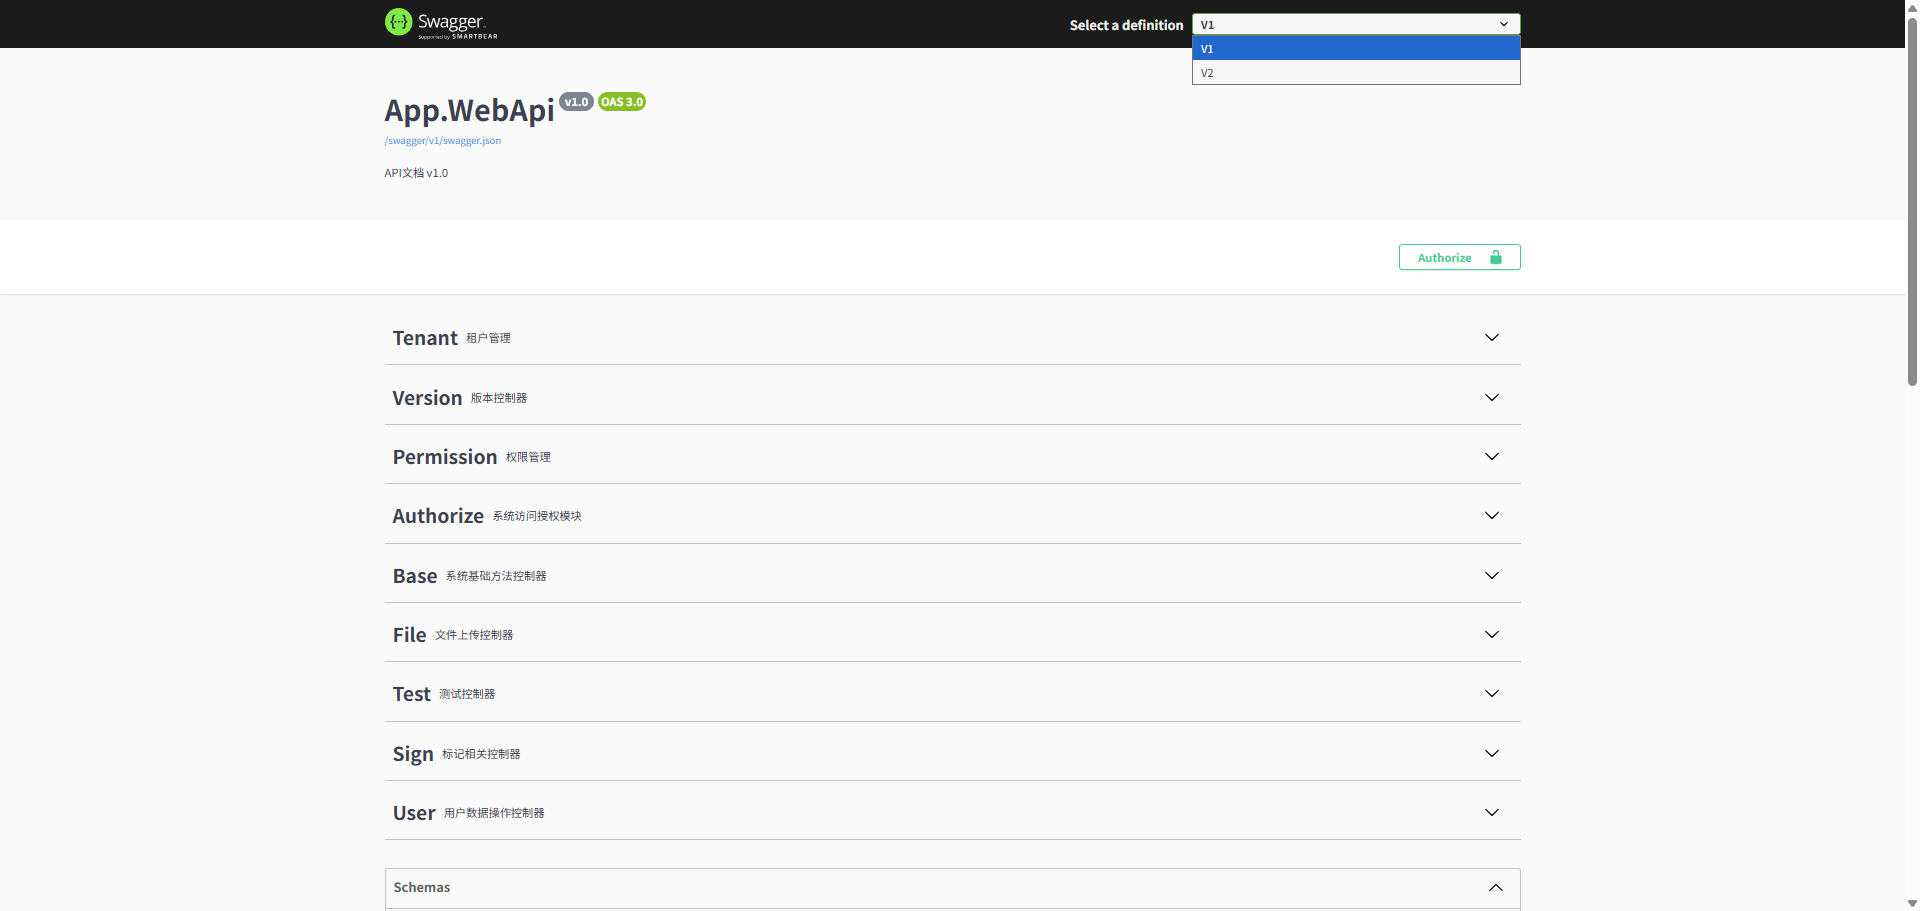 Swagger
Supported by SMARTBEAR
Select a definition
V1
V1
V2
App.WebApi v1.0 OAS 3.0
/swagger/v1/swagger.json
API文档 v1.0
Authorize
Tenant 租户管理
Version 版本控制器
Permission 权限管理
Authorize 系统访问授权模块
Base 系统基础方法控制器
File 文件上传控制器
Test 测试控制器
Sign 标记相关控制器
User 用户数据操作控制器
Schemas